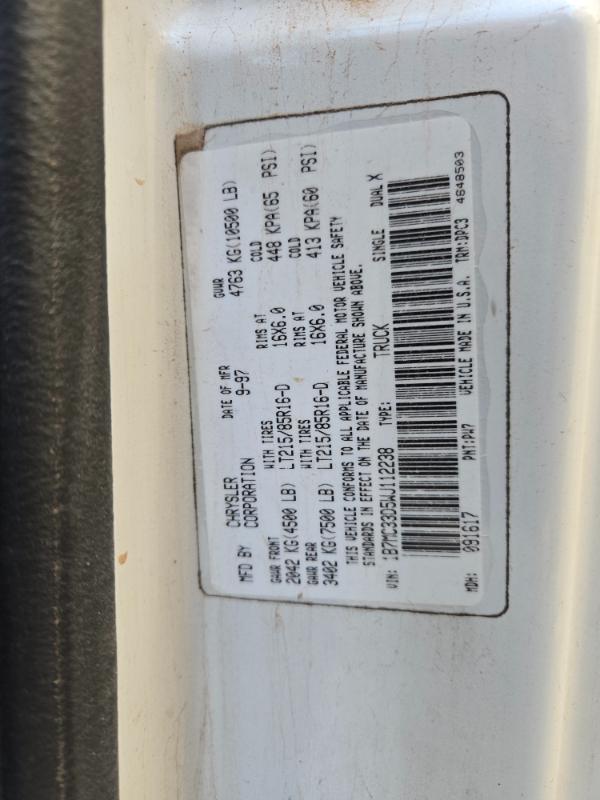 MFD BY CHRYSLER CORPORATION DATE OF MFR 9-97 GVWR 4763 KG(10500 LB)
GAWR FRONT WITH TIRES RIMS AT COLD
2042 KG(4500 LB) LT215/85R16-D 16X6.0 448 KPA(65 PSI)
GAWR REAR WITH TIRES RIMS AT COLD
3402 KG(7500 LB) LT215/85R16-D 16X6.0 413 KPA(60 PSI)
THIS VEHICLE CONFORMS TO ALL APPLICABLE FEDERAL MOTOR VEHICLE SAFETY
STANDARDS IN EFFECT ON THE DATE OF MANUFACTURE SHOWN ABOVE.
VIN: 1B7MC33D5WJ112238 TYPE: TRUCK SINGLE DUAL X
MDH: 091617 PNT:PW7 VEHICLE MADE IN U.S.A. TRM:DPC3 4648503